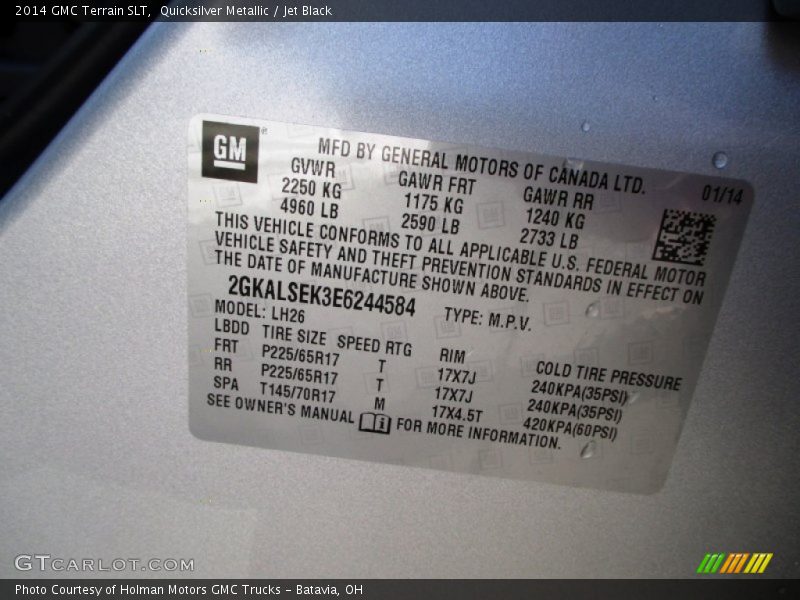 2014 GMC Terrain SLT,  Quicksilver Metallic / Jet Black
GM
MFD BY GENERAL MOTORS OF CANADA LTD.
01/14
GVWR GAWR FRT GAWR RR
2250 KG 1175 KG 1240 KG
4960 LB 2590 LB 2733 LB
THIS VEHICLE CONFORMS TO ALL APPLICABLE U.S. FEDERAL MOTOR
VEHICLE SAFETY AND THEFT PREVENTION STANDARDS IN EFFECT ON
THE DATE OF MANUFACTURE SHOWN ABOVE.
2GKALSEK3E6244584 TYPE: M.P.V.
MODEL: LH26
LBDD TIRE SIZE SPEED RTG RIM COLD TIRE PRESSURE
FRT P225/65R17 T 17X7J 240KPA(35PSI)
RR P225/65R17 T 17X7J 240KPA(35PSI)
SPA T145/70R17 M 17X4.5T 420KPA(60PSI)
SEE OWNER'S MANUAL FOR MORE INFORMATION.
GTCARLOT.COM
Photo Courtesy of Holman Motors GMC Trucks - Batavia, OH